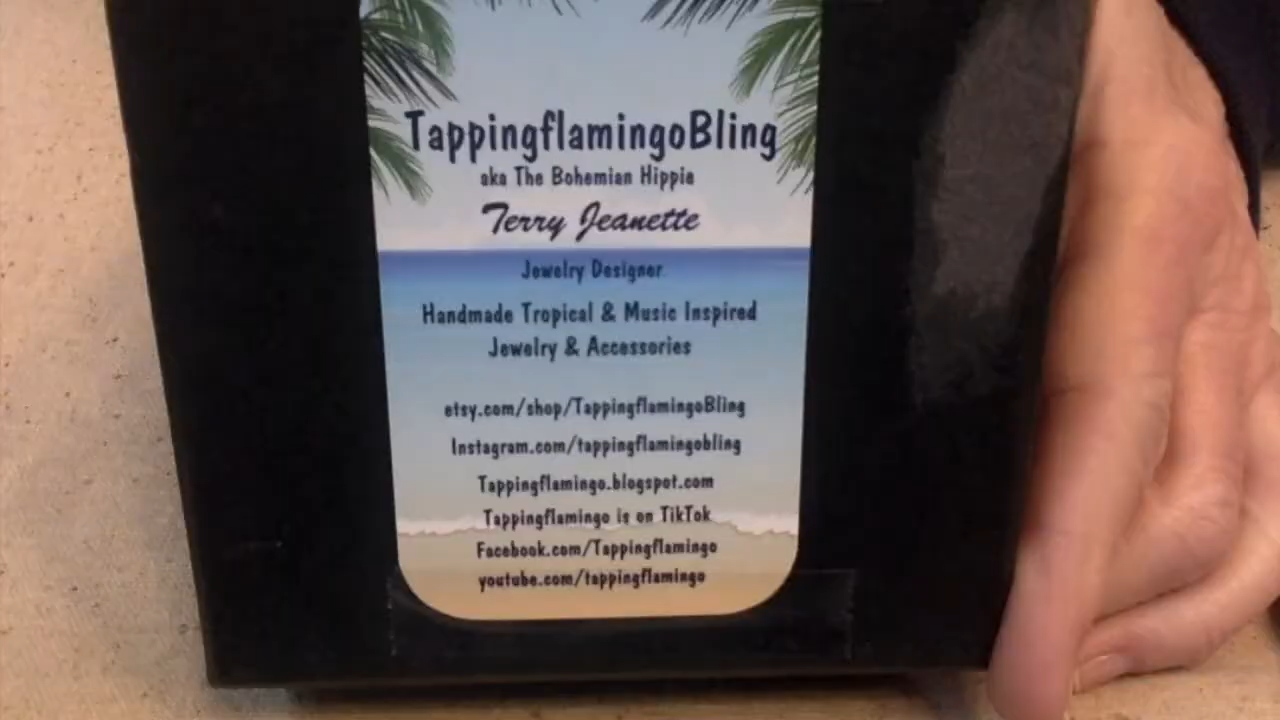 TappingflamingoBling
aka The Bohemian Hippie
Terry Jeanette
Jewelry Designer
Handmade Tropical & Music Inspired
Jewelry & Accessories
etsy.com/shop/TappingflamingoBling
Instagram.com/tappingflamingobling
Tappingflamingo.blogspot.com
Tappingflamingo is on TikTok
Facebook.com/Tappingflamingo
youtube.com/tappingflamingo